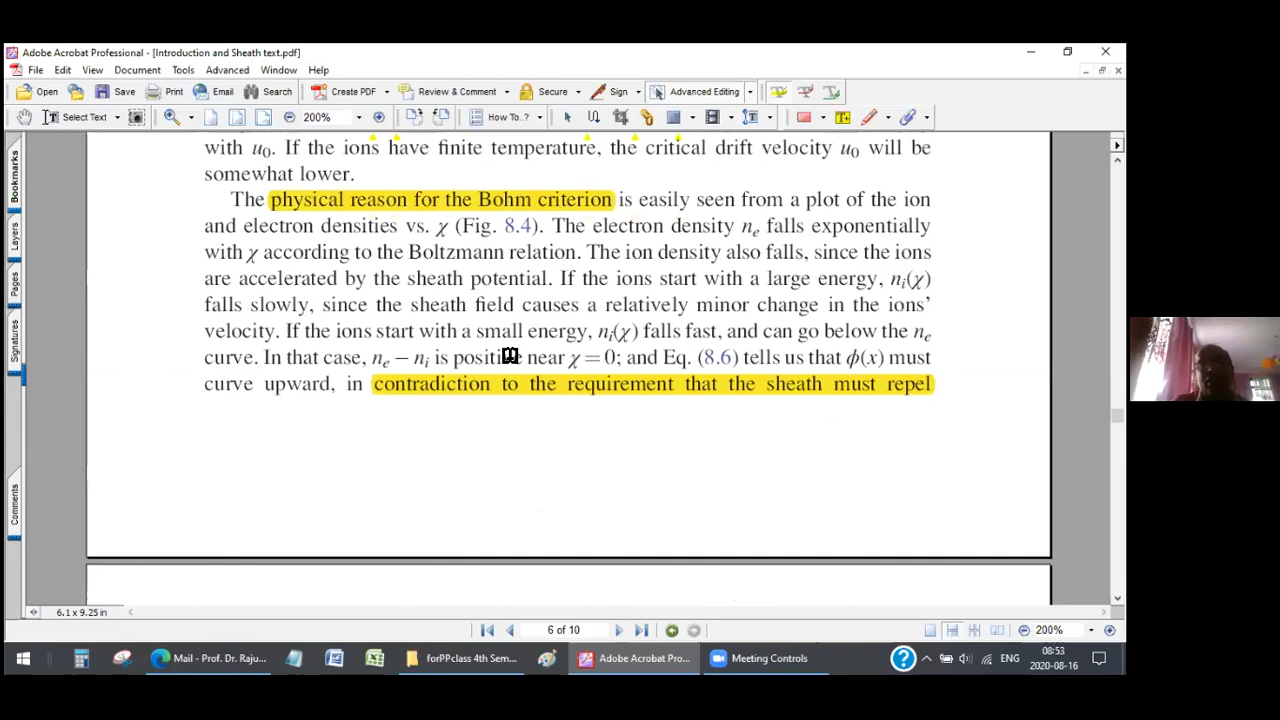 Adobe Acrobat Professional - [Introduction and Sheath text.pdf]
File Edit View Document Tools Advanced Window Help
Open Save Print Email Search Create PDF Review & Comment Secure Sign Advanced Editing
Select Text 200% How To..?
with u₀. If the ions have finite temperature, the critical drift velocity u₀ will be
somewhat lower.
The physical reason for the Bohm criterion is easily seen from a plot of the ion
and electron densities vs. χ (Fig. 8.4). The electron density nₑ falls exponentially
with χ according to the Boltzmann relation. The ion density also falls, since the ions
are accelerated by the sheath potential. If the ions start with a large energy, nᵢ(χ)
falls slowly, since the sheath field causes a relatively minor change in the ions'
velocity. If the ions start with a small energy, nᵢ(χ) falls fast, and can go below the nₑ
curve. In that case, nₑ − nᵢ is positive near χ = 0; and Eq. (8.6) tells us that ϕ(x) must
curve upward, in contradiction to the requirement that the sheath must repel
Bookmarks
Layers
Pages
Signatures
Comments
6.1 x 9.25 in
6 of 10
200%
Mail - Prof. Dr. Raju... forPPclass 4th Sem... Adobe Acrobat Pro... Meeting Controls
ENG
08:53
2020-08-16